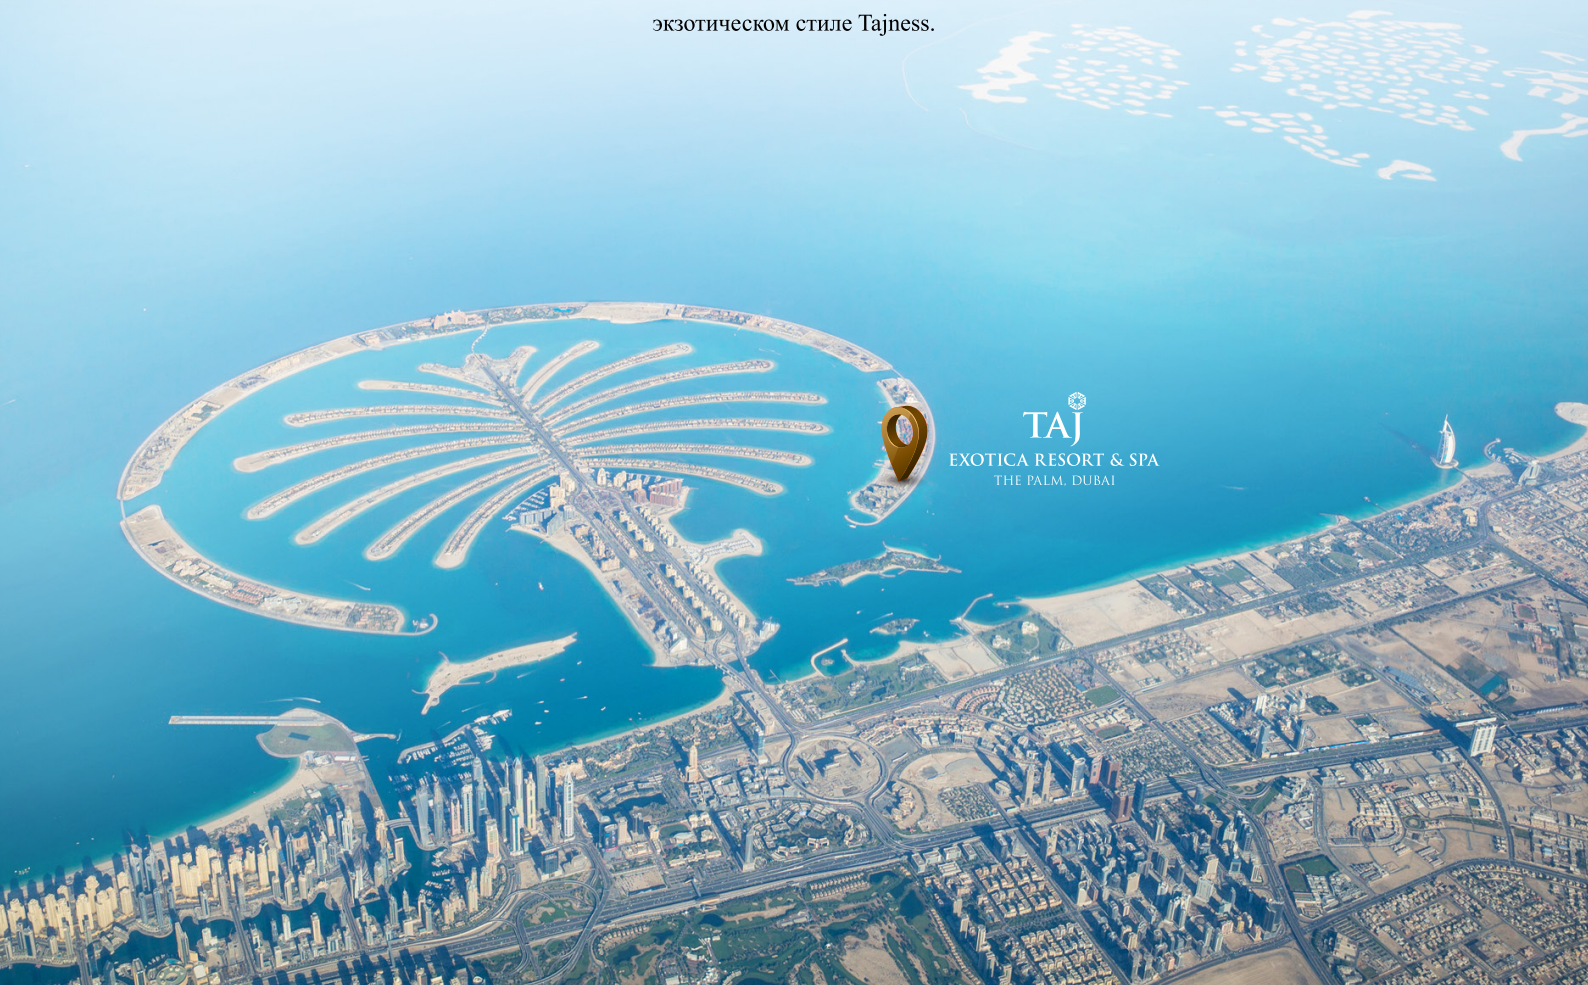 экзотическом стиле Tajness.
TAJ
EXOTICA RESORT & SPA
THE PALM, DUBAI